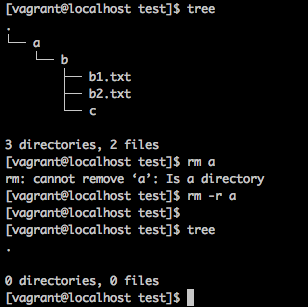 [vagrant@localhost test]$ tree
.
└── a
    └── b
        ├── b1.txt
        ├── b2.txt
        └── c

3 directories, 2 files
[vagrant@localhost test]$ rm a
rm: cannot remove ‘a’: Is a directory
[vagrant@localhost test]$ rm -r a
[vagrant@localhost test]$
[vagrant@localhost test]$ tree
.

0 directories, 0 files
[vagrant@localhost test]$